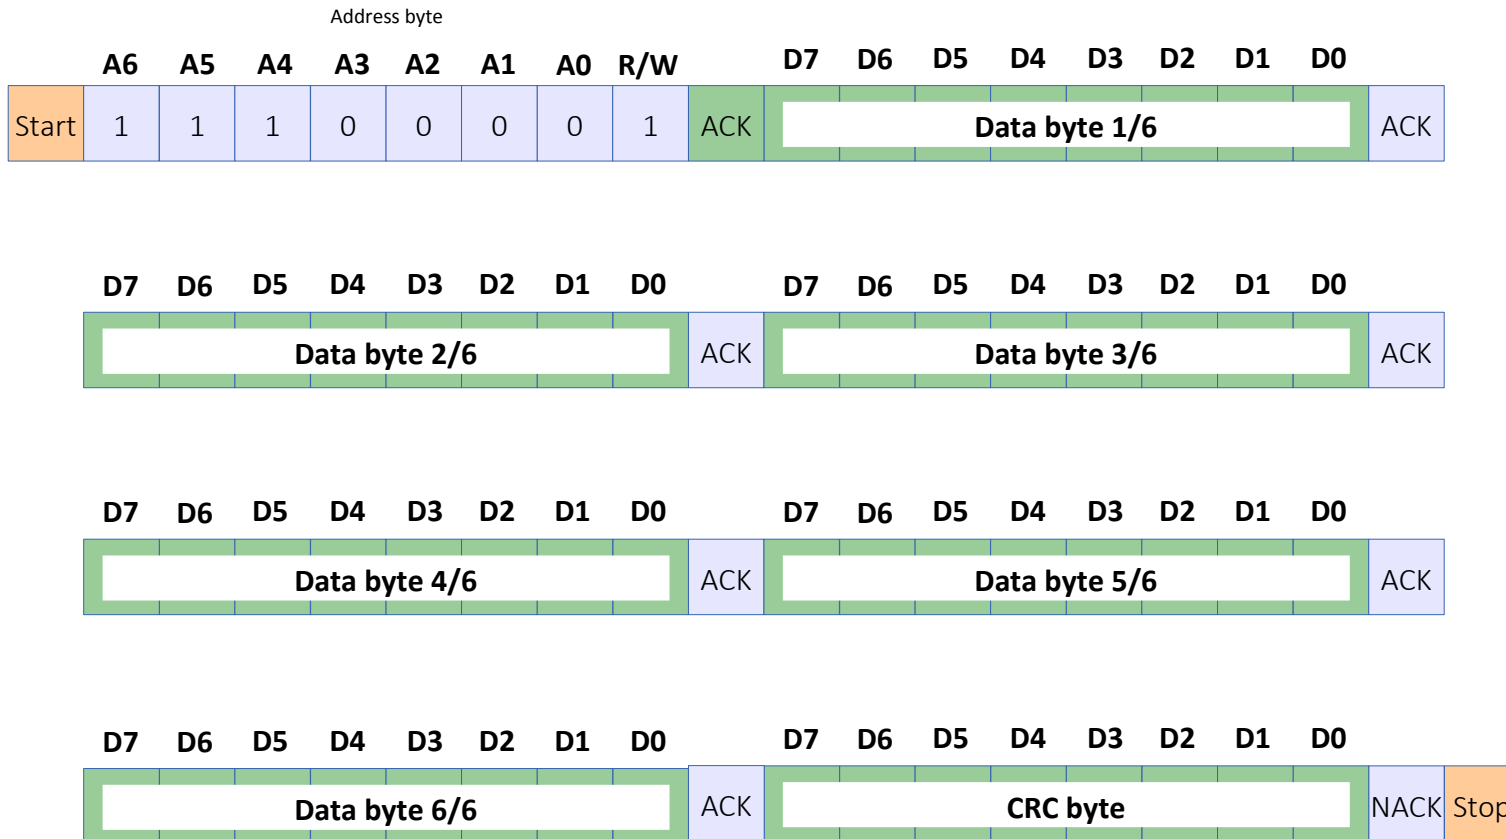 Address byte
A6 A5 A4 A3 A2 A1 A0 R/W D7 D6 D5 D4 D3 D2 D1 D0
Start 1 1 1 0 0 0 0 1 ACK Data byte 1/6 ACK
D7 D6 D5 D4 D3 D2 D1 D0 D7 D6 D5 D4 D3 D2 D1 D0
Data byte 2/6 ACK Data byte 3/6 ACK
D7 D6 D5 D4 D3 D2 D1 D0 D7 D6 D5 D4 D3 D2 D1 D0
Data byte 4/6 ACK Data byte 5/6 ACK
D7 D6 D5 D4 D3 D2 D1 D0 D7 D6 D5 D4 D3 D2 D1 D0
Data byte 6/6 ACK CRC byte NACK Stop